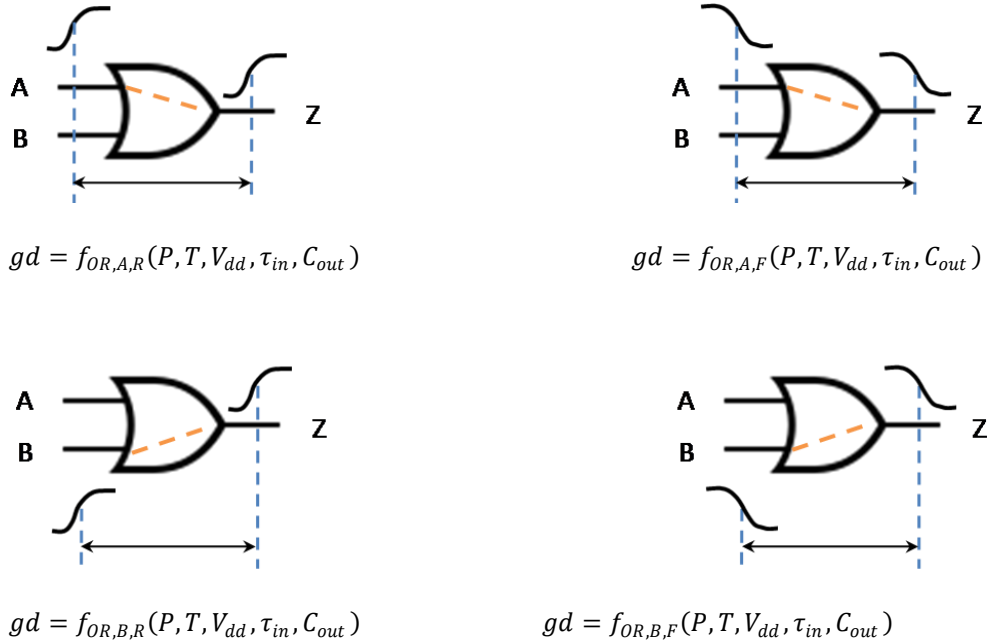 A
B
Z
A
B
Z
gd = f_{OR,A,R}(P, T, V_{dd}, τ_{in}, C_{out})
gd = f_{OR,A,F}(P, T, V_{dd}, τ_{in}, C_{out})
A
B
Z
A
B
Z
gd = f_{OR,B,R}(P, T, V_{dd}, τ_{in}, C_{out})
gd = f_{OR,B,F}(P, T, V_{dd}, τ_{in}, C_{out})